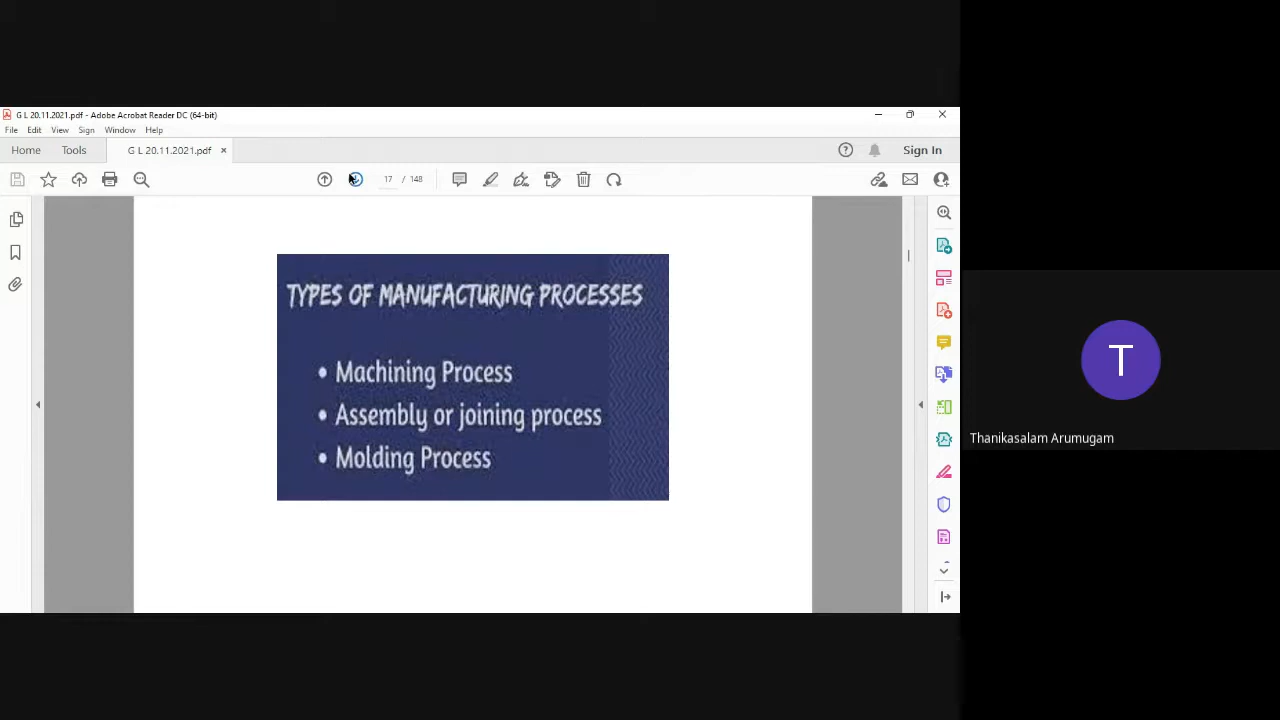 G L 20.11.2021.pdf - Adobe Acrobat Reader DC (64-bit)
File Edit View Sign Window Help
Home Tools G L 20.11.2021.pdf × Sign In
17 / 148
TYPES OF MANUFACTURING PROCESSES
• Machining Process
• Assembly or joining process
• Molding Process
T
Thanikasalam Arumugam